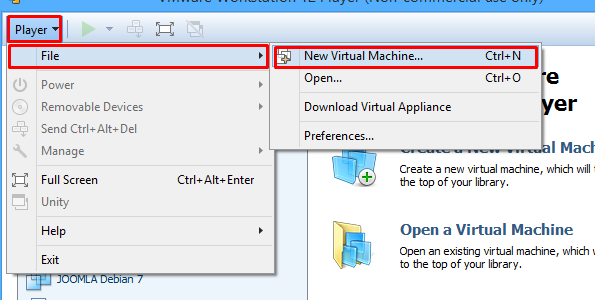 VMware Workstation 12 Player (Non-commercial use only)
Player
File
Power
Removable Devices
Send Ctrl+Alt+Del
Manage
Full Screen Ctrl+Alt+Enter
Unity
Help
Exit
JOOMLA Debian 7
New Virtual Machine... Ctrl+N
Open... Ctrl+O
Download Virtual Appliance
Preferences...
are
yer
Create a New Virtual Mach
Create a new virtual machine, which will
the top of your library.
Open a Virtual Machine
Open an existing virtual machine, which w
to the top of your library.